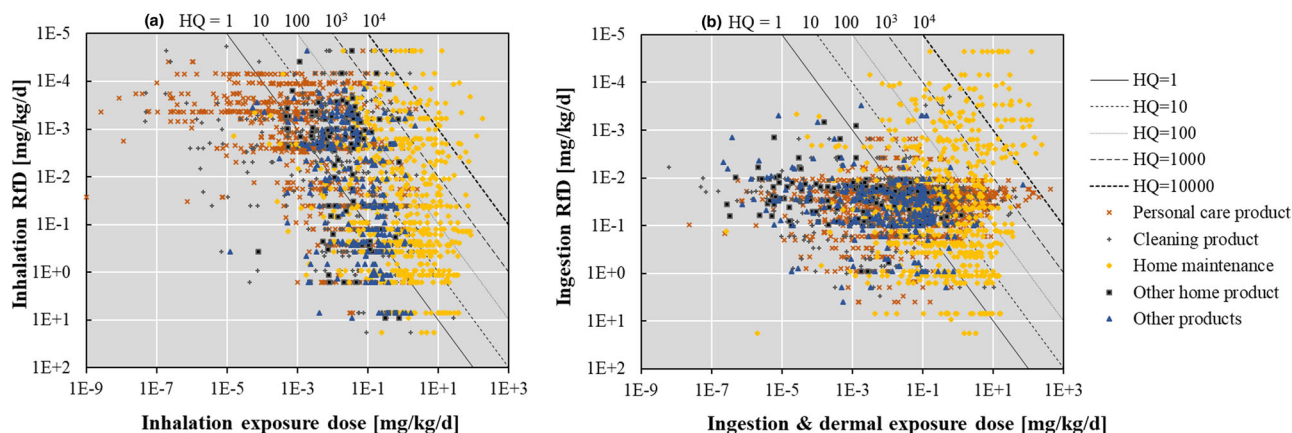 (a) HQ = 1 10 100 10³ 10⁴
1E-5
1E-4
1E-3
1E-2
1E-1
1E+0
1E+1
1E+2
Inhalation RfD [mg/kg/d]
1E-9 1E-7 1E-5 1E-3 1E-1 1E+1 1E+3
Inhalation exposure dose [mg/kg/d]
(b) HQ = 1 10 100 10³ 10⁴
1E-5
1E-4
1E-3
1E-2
1E-1
1E+0
1E+1
1E+2
Ingestion RfD [mg/kg/d]
1E-9 1E-7 1E-5 1E-3 1E-1 1E+1 1E+3
Ingestion & dermal exposure dose [mg/kg/d]
HQ=1
HQ=10
HQ=100
HQ=1000
HQ=10000
Personal care product
Cleaning product
Home maintenance
Other home product
Other products